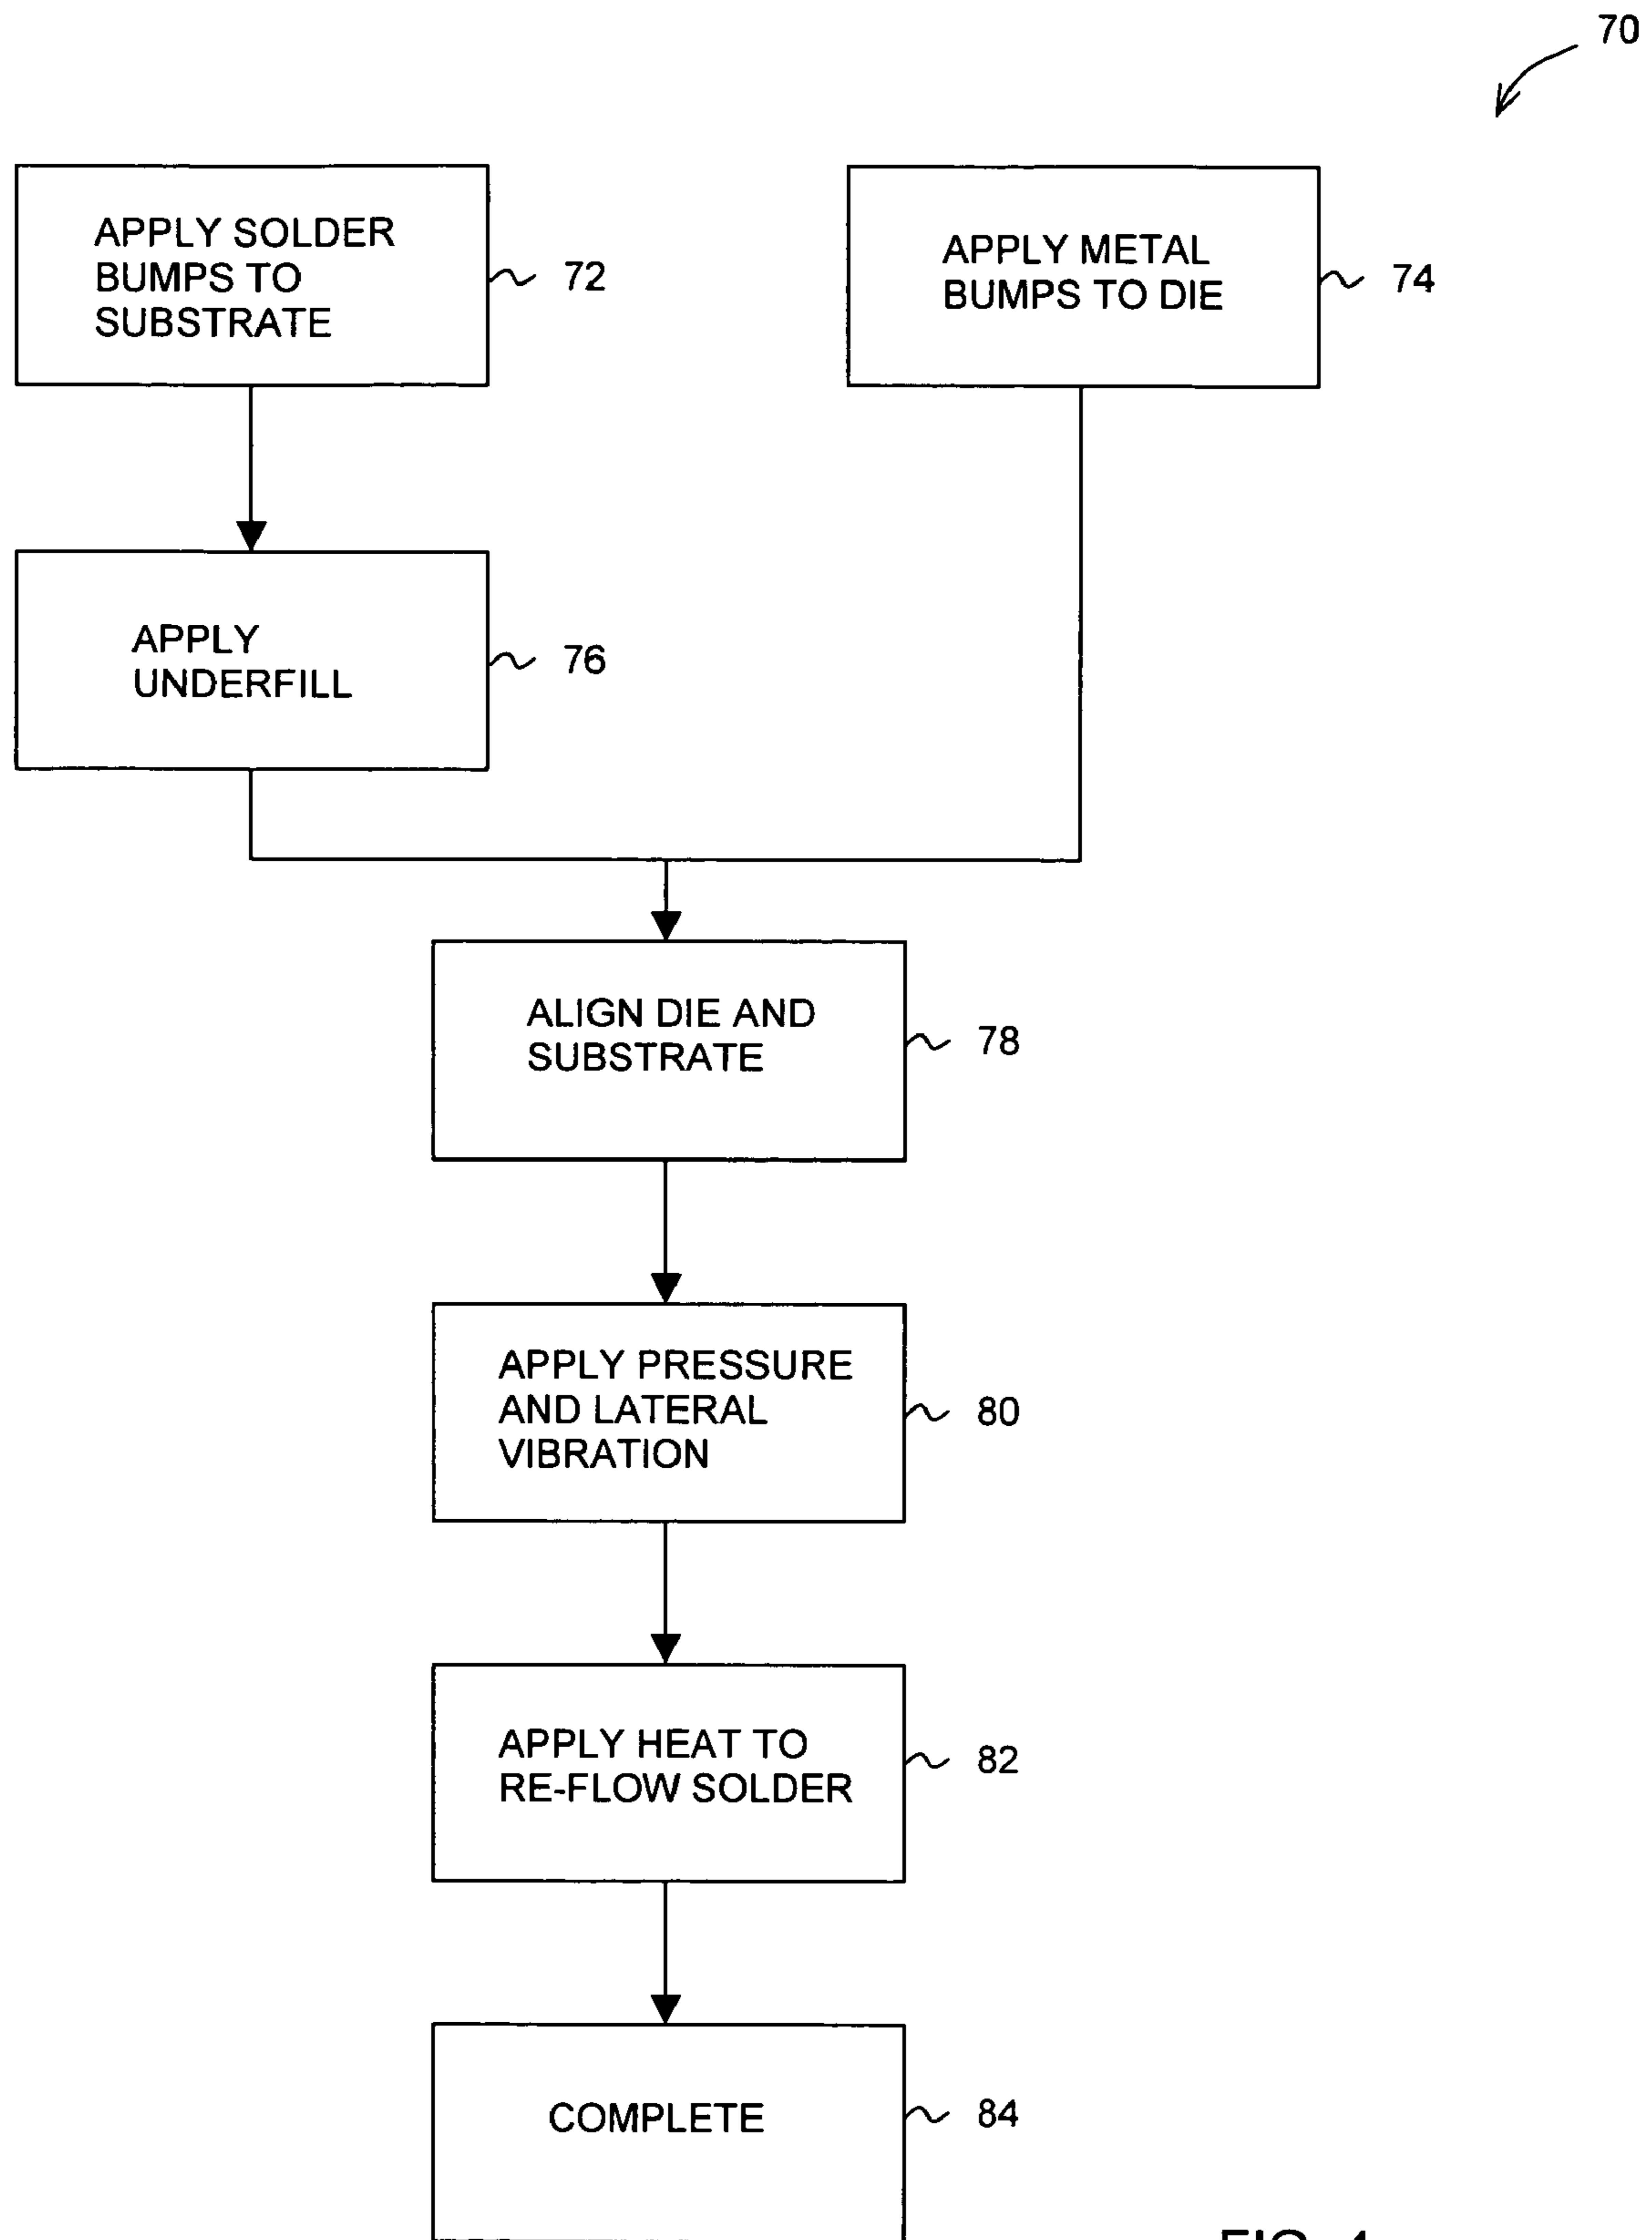 70
APPLY SOLDER
BUMPS TO
SUBSTRATE
72
APPLY METAL
BUMPS TO DIE
74
APPLY
UNDERFILL
76
ALIGN DIE AND
SUBSTRATE
78
APPLY PRESSURE
AND LATERAL
VIBRATION
80
APPLY HEAT TO
RE-FLOW SOLDER
82
COMPLETE
84